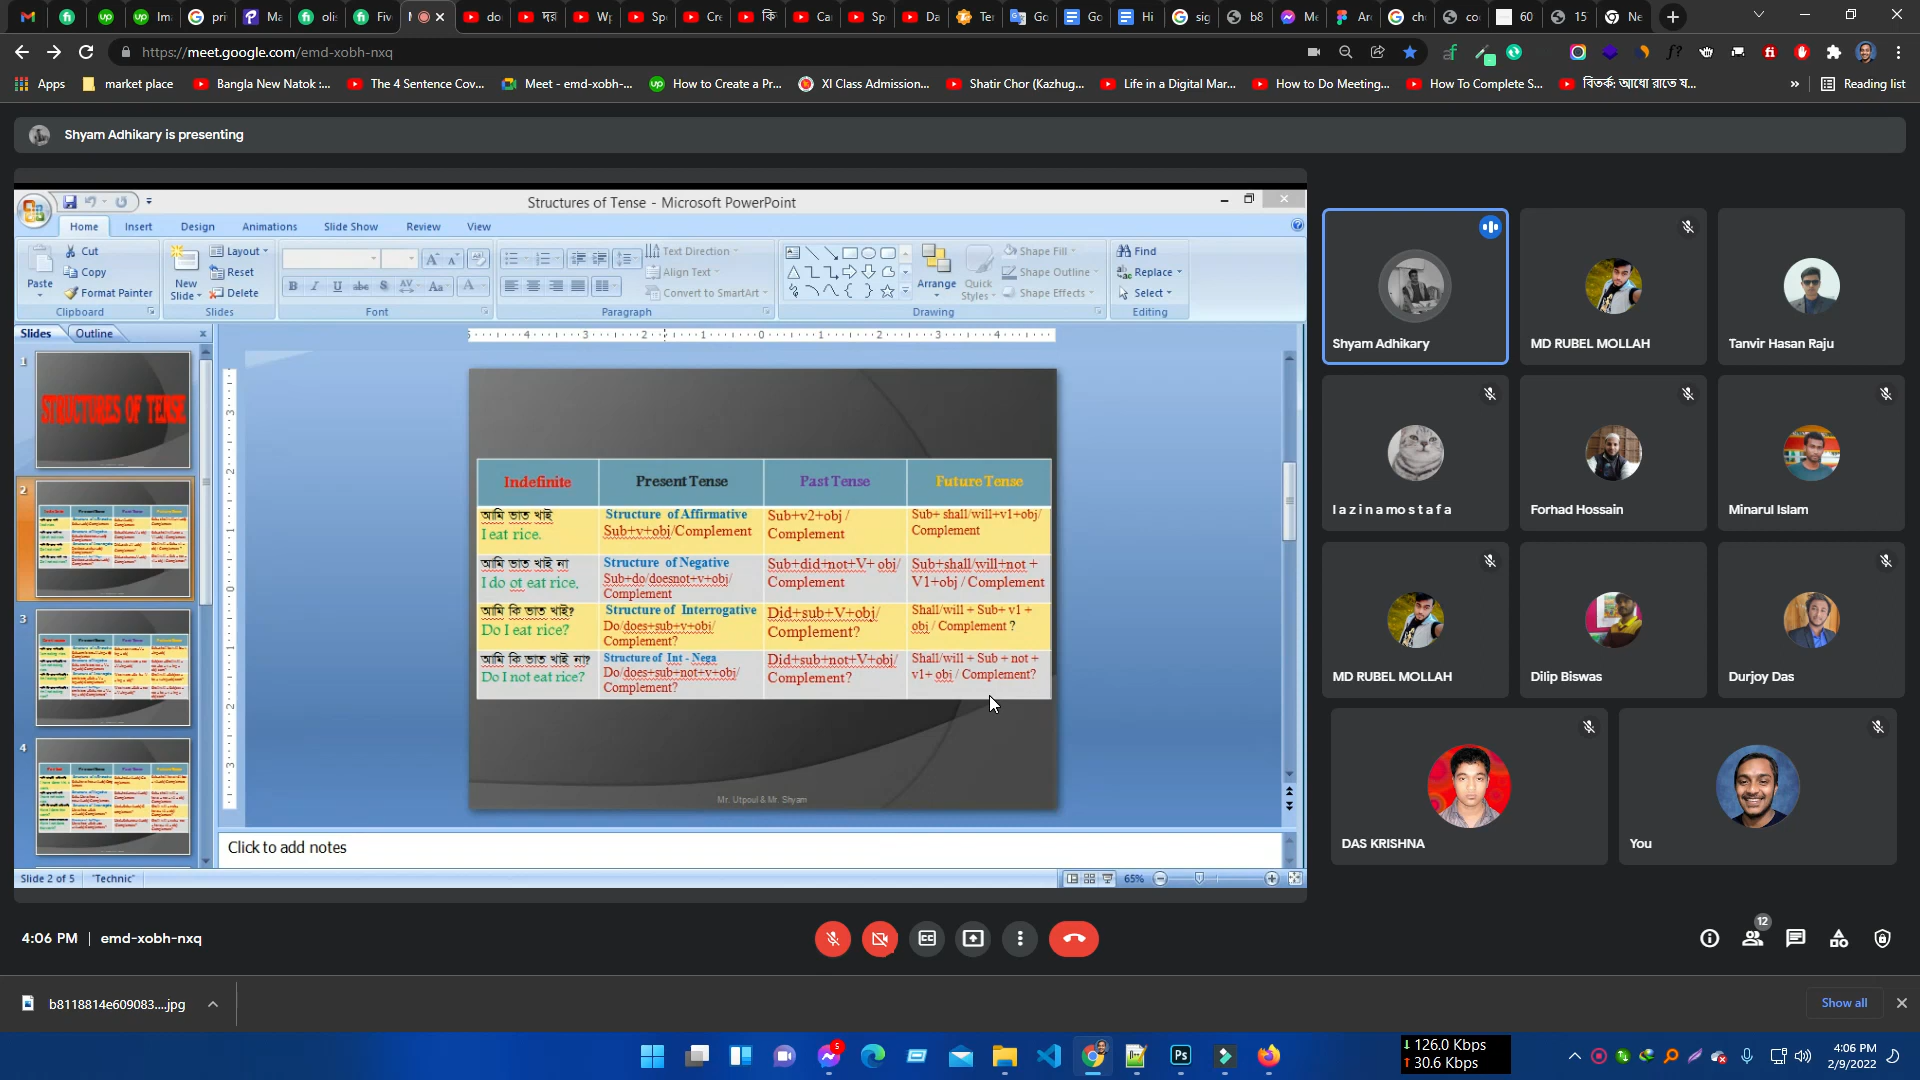 https://meet.google.com/emd-xobh-nxq
Apps
market place
Bangla New Natok :...
The 4 Sentence Cov...
Meet - emd-xobh-...
How to Create a Pr...
XI Class Admission...
Shatir Chor (Kazhug...
Life in a Digital Mar...
How to Do Meeting...
How To Complete S...
বিতর্ক: আধো রাতে ষ...
Reading list
Shyam Adhikary is presenting
Structures of Tense - Microsoft PowerPoint
Home
Insert
Design
Animations
Slide Show
Review
View
Paste
Cut
Copy
Format Painter
Clipboard
New
Slide
Layout
Reset
Delete
Slides
Font
Text Direction
Align Text
Convert to SmartArt
Paragraph
Arrange
Quick
Styles
Shape Fill
Shape Outline
Shape Effects
Drawing
Find
Replace
Select
Editing
Slides
Outline
1
STRUCTURES OF TENSE
2
3
4
Indefinite
Present Tense
Past Tense
Future Tense
আমি ভাত খাই
I eat rice.
Structure of Affirmative
Sub+v+obj/Complement
Sub+v2+obj /
Complement
Sub+ shall/will+v1+obj/
Complement
আমি ভাত খাই না
I do ot eat rice.
Structure of Negative
Sub+do/doesnot+v+obj/
Complement
Sub+did+not+V+ obj/
Complement
Sub+shall/will+not +
V1+obj / Complement
আমি কি ভাত খাই?
Do I eat rice?
Structure of Interrogative
Do/does+sub+v+obj/
Complement?
Did+sub+V+obj/
Complement?
Shall/will + Sub+ v1 +
obj / Complement ?
আমি কি ভাত খাই না?
Do I not eat rice?
Structure of Int - Nega
Do/does+sub+not+v+obj/
Complement?
Did+sub+not+V+obj/
Complement?
Shall/will + Sub + not +
v1+ obj / Complement?
Mr. Utpoul & Mr. Shyam
Click to add notes
Slide 2 of 5
"Technic"
65%
Shyam Adhikary
MD RUBEL MOLLAH
Tanvir Hasan Raju
l a z i n a m o s t a f a
Forhad Hossain
Minarul Islam
MD RUBEL MOLLAH
Dilip Biswas
Durjoy Das
DAS KRISHNA
You
4:06 PM | emd-xobh-nxq
12
b8118814e609083....jpg
Show all
5
126.0 Kbps
30.6 Kbps
4:06 PM
2/9/2022